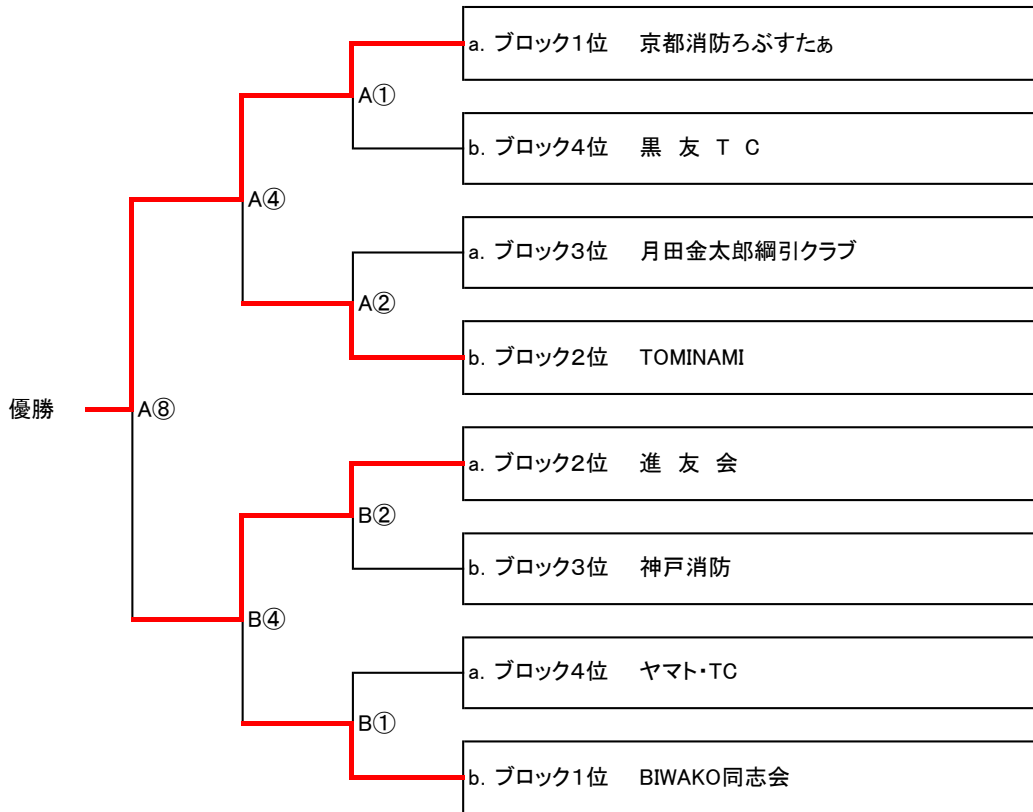 a. ブロック1位 京都消防ろぶすたぁ
A①
b. ブロック4位 黒 友 T C
A④
a. ブロック3位 月田金太郎綱引クラブ
A②
b. ブロック2位 TOMINAMI
優勝 A⑧
a. ブロック2位 進 友 会
B②
b. ブロック3位 神戸消防
B④
a. ブロック4位 ヤマト・TC
B①
b. ブロック1位 BIWAKO同志会